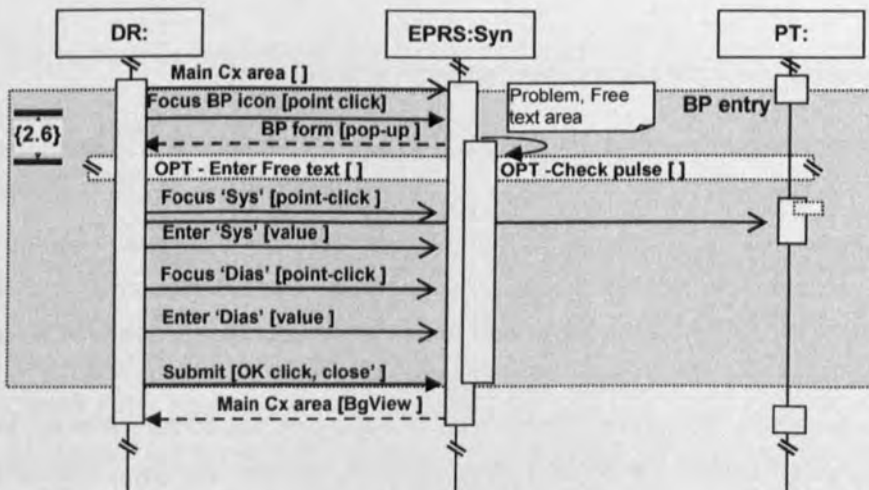 DR:
EPRS:Syn
PT:
Main Cx area [ ]
Focus BP icon [point click]
Problem, Free
text area
BP entry
{2.6}
BP form [pop-up ]
OPT - Enter Free text [ ]
OPT -Check pulse [ ]
Focus ‘Sys’ [point-click ]
Enter ‘Sys’ [value ]
Focus ‘Dias’ [point-click ]
Enter ‘Dias’ [value ]
Submit [OK click, close’ ]
Main Cx area [BgView ]